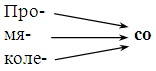 Про-
мя- со
коле-